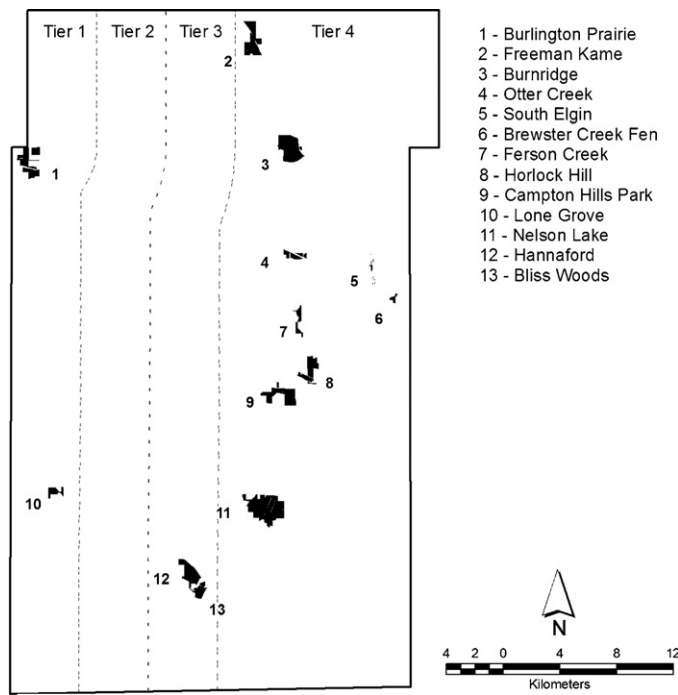 Tier 1 Tier 2 Tier 3 Tier 4
2
1
3
4
5
6
7
8
9
10
11
12
13
1 - Burlington Prairie
2 - Freeman Kame
3 - Burnridge
4 - Otter Creek
5 - South Elgin
6 - Brewster Creek Fen
7 - Ferson Creek
8 - Horlock Hill
9 - Campton Hills Park
10 - Lone Grove
11 - Nelson Lake
12 - Hannaford
13 - Bliss Woods
N
4 2 0 4 8 12
Kilometers